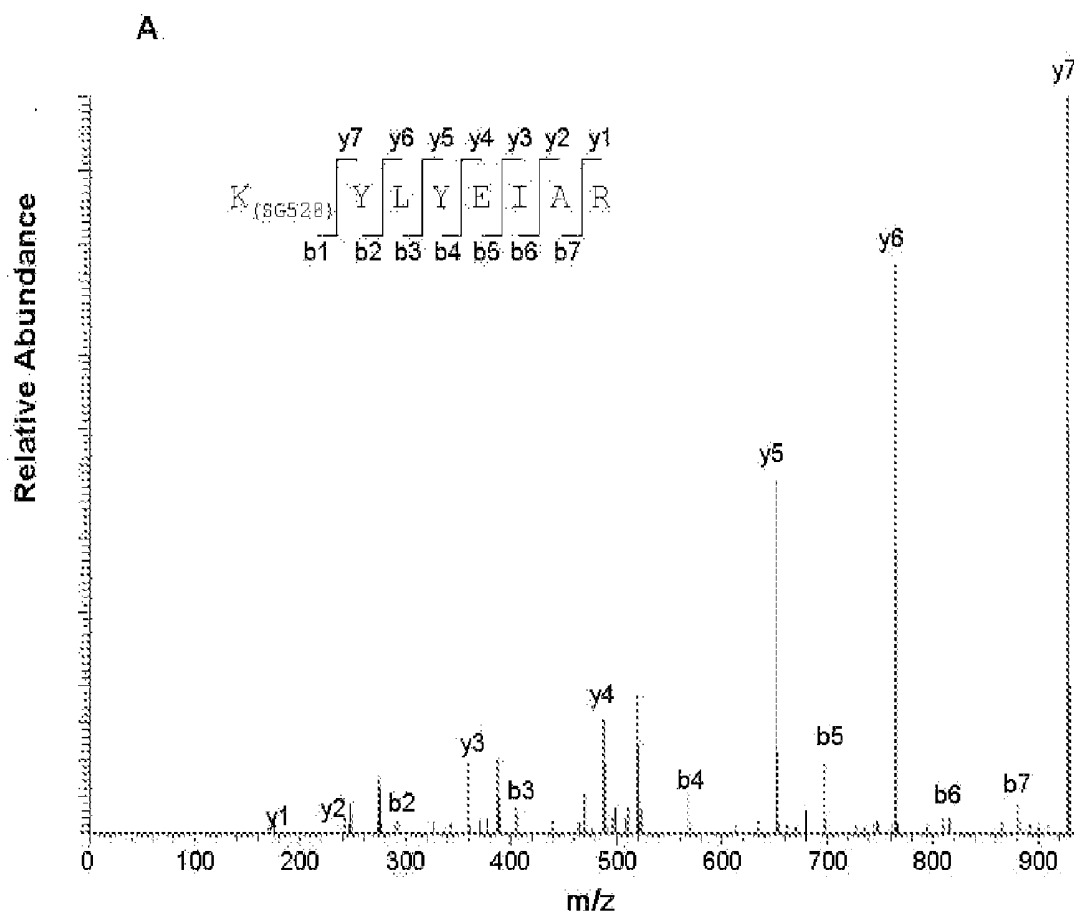 A
y7
y7 y6 y5 y4 y3 y2 y1
K(SG528) Y L Y E I A R
b1 b2 b3 b4 b5 b6 b7
y6
y5
y4
y3
b5
b4
b3
b2
b6
b7
y2
y1
0 100 200 300 400 500 600 700 800 900
m/z
Relative Abundance